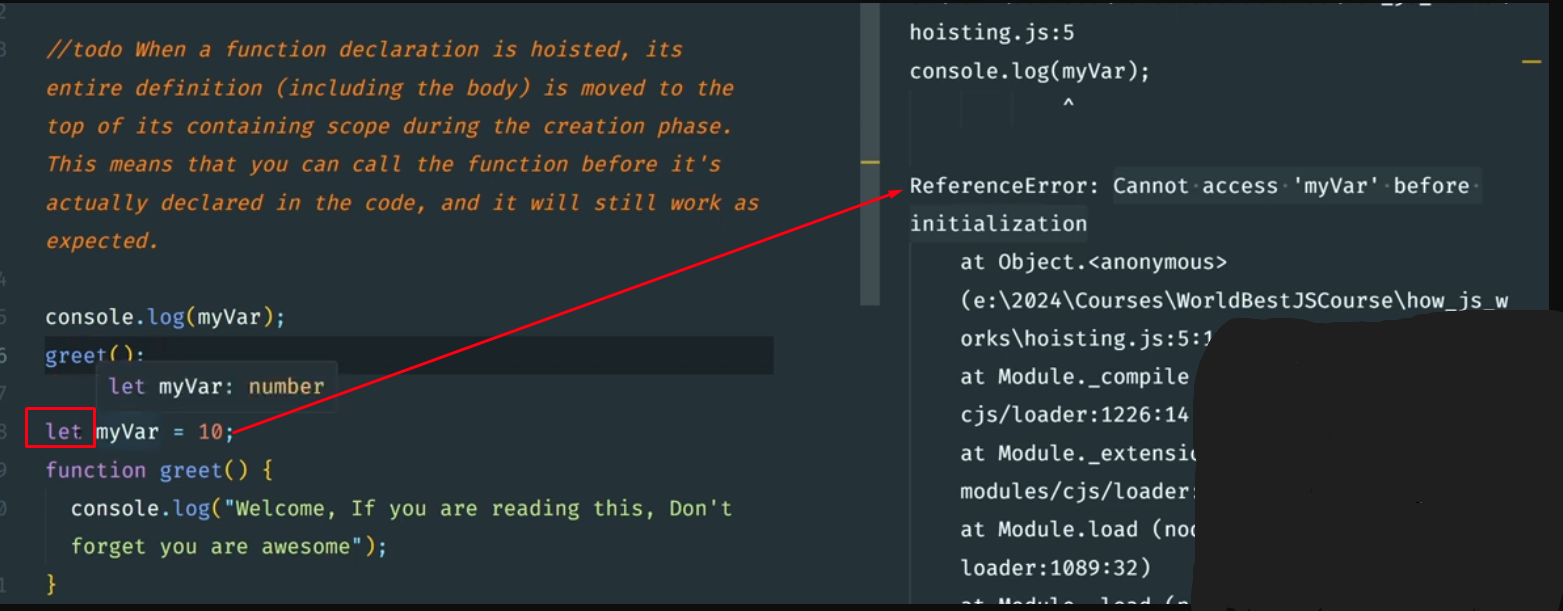 //todo When a function declaration is hoisted, its
entire definition (including the body) is moved to the
top of its containing scope during the creation phase.
This means that you can call the function before it's
actually declared in the code, and it will still work as
expected.
console.log(myVar);
greet();
let myVar: number
let myVar = 10;
function greet() {
console.log("Welcome, If you are reading this, Don't
forget you are awesome");
}
hoisting.js:5
console.log(myVar);
^
ReferenceError: Cannot access 'myVar' before
initialization
at Object.<anonymous>
(e:\2024\Courses\WorldBestJSCourse\how_js_w
orks\hoisting.js:5:1
at Module._compile
cjs/loader:1226:14
at Module._extensio
modules/cjs/loader:
at Module.load (nod
loader:1089:32)
at Module._load (n